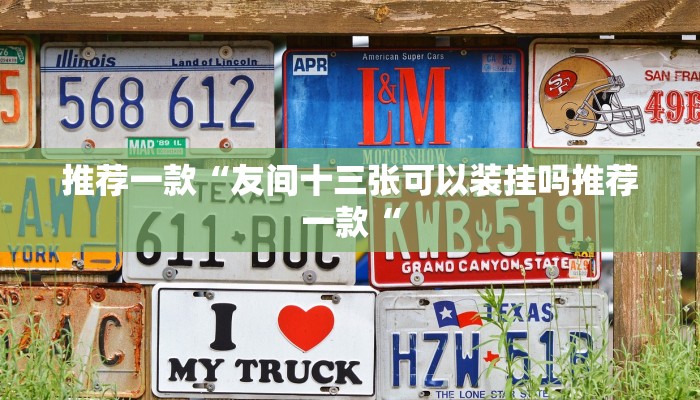 5
Illinois Land of Lincoln
568 612
MAR '89 IL
APR
American Super Cars
L&M
MOTORSHOW
SAN FRA
49E
推荐一款“友间十三张可以装挂吗推荐
一款“
AWY
YORK
TEXAS
611 BUC
KWB 519
GRAND CANYON STATE
I
MY TRUCK
TEXAS
HZW 51P
THE LONE STAR STATE